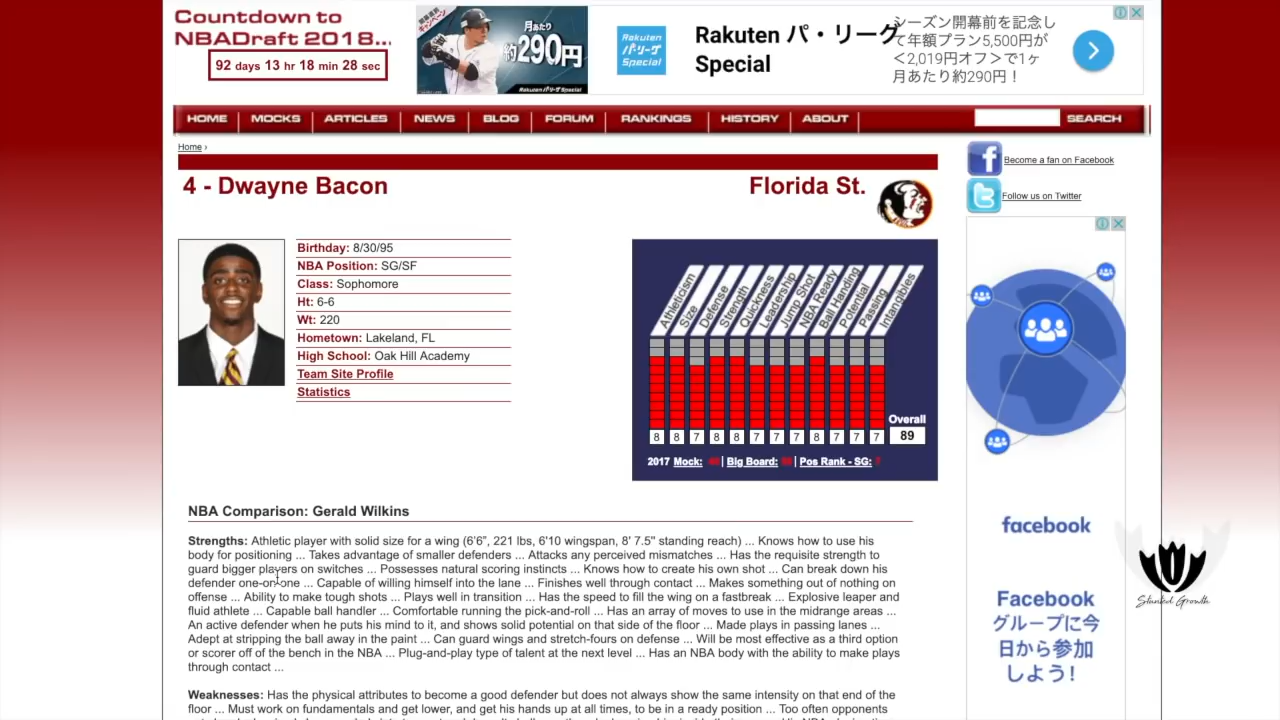 Countdown to
NBADraft 2018...
92 days 13 hr 18 min 28 sec
開幕応援
キャンペーン
月あたり
約290円
Rakuten パ・リーグ Special
Rakuten
パ・リーグ
Special
Rakuten パ・リーグ
Special
シーズン開幕前を記念し
て年額プラン5,500円が
<2,019円オフ>で1ヶ
月あたり約290円！
HOME
MOCKS
ARTICLES
NEWS
BLOG
FORUM
RANKINGS
HISTORY
ABOUT
SEARCH
Home ›
Become a fan on Facebook
Follow us on Twitter
4 - Dwayne Bacon
Florida St.
Birthday: 8/30/95
NBA Position: SG/SF
Class: Sophomore
Ht: 6-6
Wt: 220
Hometown: Lakeland, FL
High School: Oak Hill Academy
Team Site Profile
Statistics
Athleticism
Size
Defense
Strength
Quickness
Leadership
Jump Shot
NBA Ready
Ball Handing
Potential
Passing
Intangibles
8 8 7 8 8 7 7 7 8 7 7 7
Overall
89
2017 Mock: | Big Board: | Pos Rank - SG:
NBA Comparison: Gerald Wilkins
Strengths: Athletic player with solid size for a wing (6'6", 221 lbs, 6'10 wingspan, 8' 7.5" standing reach) ... Knows how to use his
body for positioning ... Takes advantage of smaller defenders ... Attacks any perceived mismatches ... Has the requisite strength to
guard bigger players on switches ... Possesses natural scoring instincts ... Knows how to create his own shot ... Can break down his
defender one-on-one ... Capable of willing himself into the lane ... Finishes well through contact ... Makes something out of nothing on
offense ... Ability to make tough shots ... Plays well in transition ... Has the speed to fill the wing on a fastbreak ... Explosive leaper and
fluid athlete ... Capable ball handler ... Comfortable running the pick-and-roll ... Has an array of moves to use in the midrange areas ...
An active defender when he puts his mind to it, and shows solid potential on that side of the floor ... Made plays in passing lanes ...
Adept at stripping the ball away in the paint ... Can guard wings and stretch-fours on defense ... Will be most effective as a third option
or scorer off of the bench in the NBA ... Plug-and-play type of talent at the next level ... Has an NBA body with the ability to make plays
through contact ...
Weaknesses: Has the physical attributes to become a good defender but does not always show the same intensity on that end of the
floor ... Must work on fundamentals and get lower, and get his hands up at all times, to be in a ready position ... Too often opponents
facebook
Facebook
グループに今
日から参加
しよう！
Stanked Growth